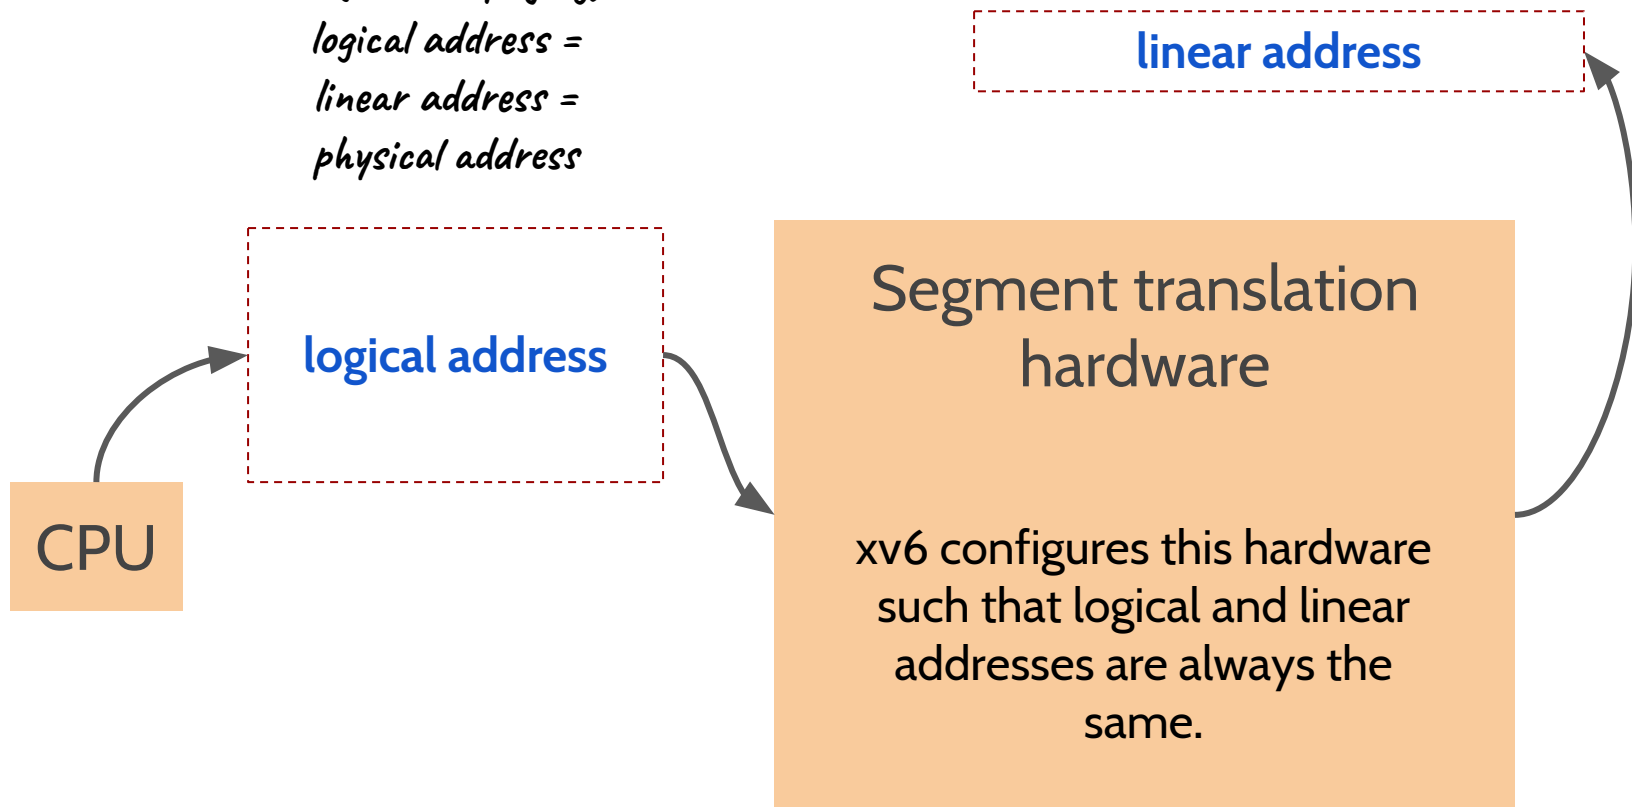 logical address =
linear address =
physical address
linear address
logical address
CPU
Segment translation
hardware
xv6 configures this hardware
such that logical and linear
addresses are always the
same.